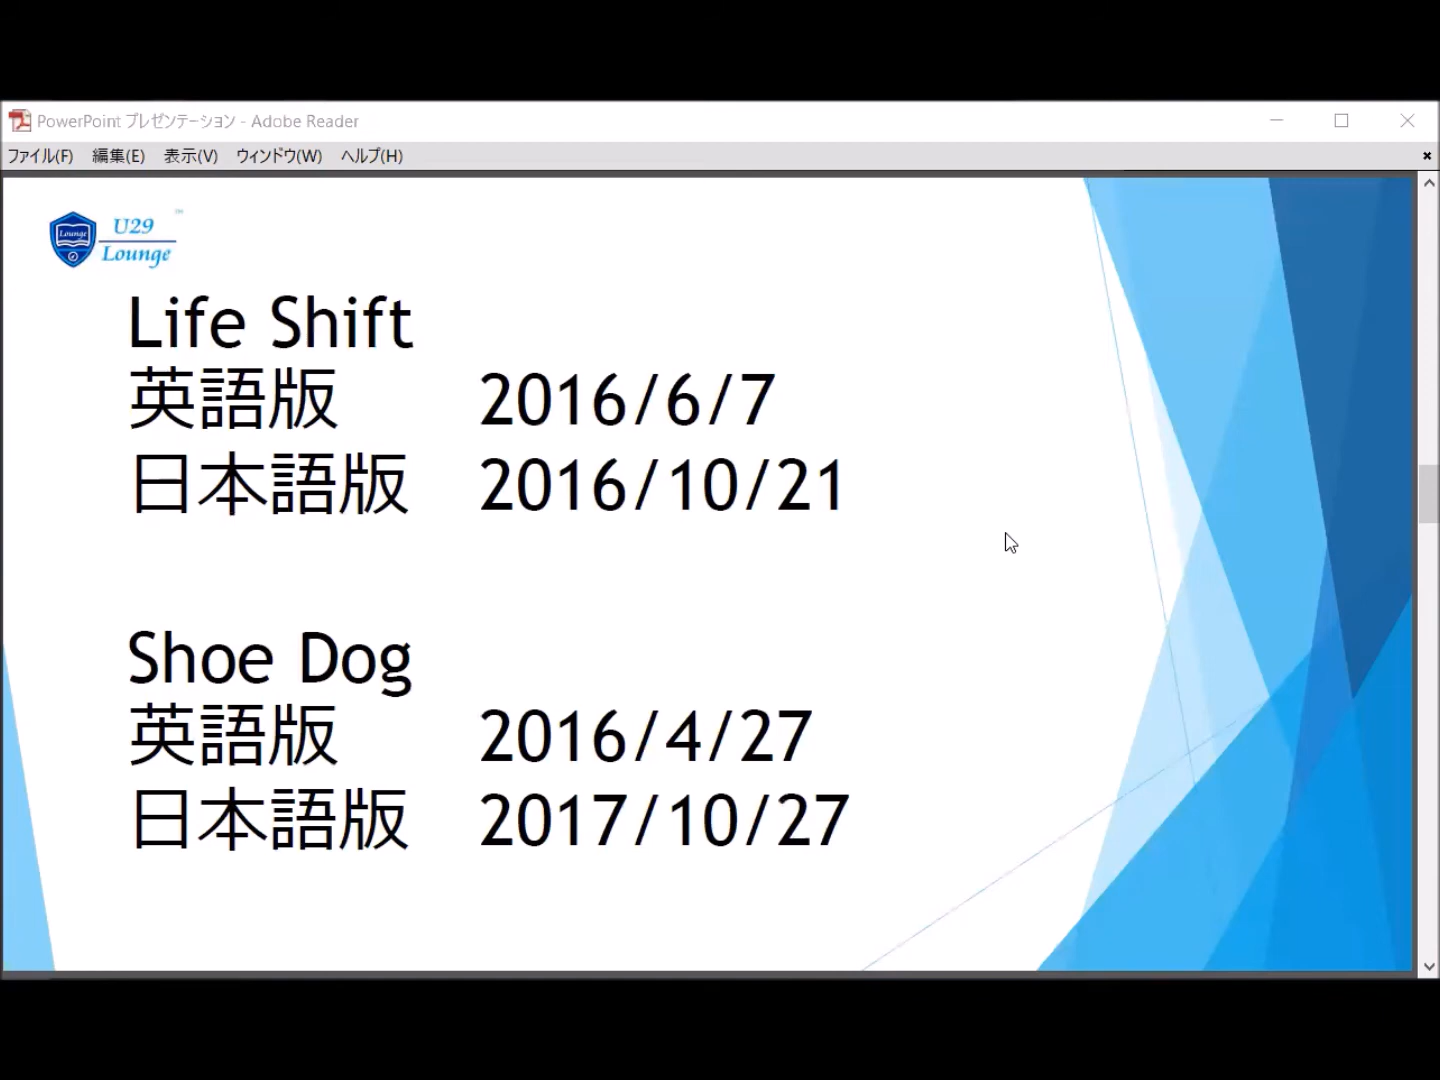 PowerPoint プレゼンテーション - Adobe Reader
ファイル(F) 編集(E) 表示(V) ウィンドウ(W) ヘルプ(H)
Lounge
U29
Lounge
Life Shift
英語版 2016/6/7
日本語版 2016/10/21
Shoe Dog
英語版 2016/4/27
日本語版 2017/10/27